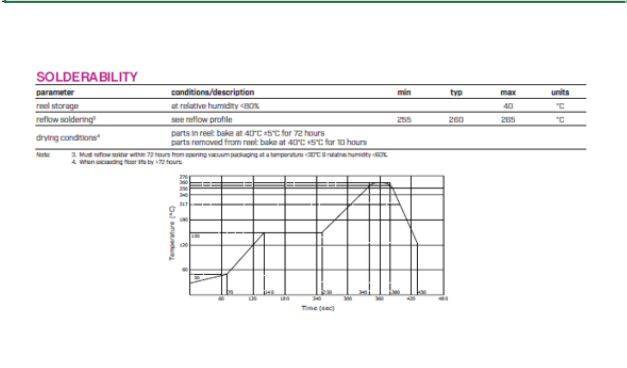 SOLDERABILITY
parameter conditions/description min typ max units
reel storage at relative humidity <60% 40 °C
reflow soldering³ see reflow profile 255 260 265 °C
drying conditions⁴ parts in reel: bake at 40°C +5°C for 72 hours
parts removed from reel: bake at 40°C +5°C for 10 hours
Note: 3. Must reflow solder within 72 hours from opening vacuum packaging at a temperature <30°C & relative humidity <60%.
4. When exceeding floor life by >72 hours.
270
260
250
240
217
180
150
120
60
50
70 140 250 340 380 430
60 120 180 240 300 360 420 480
Temperature (°C)
Time (sec)